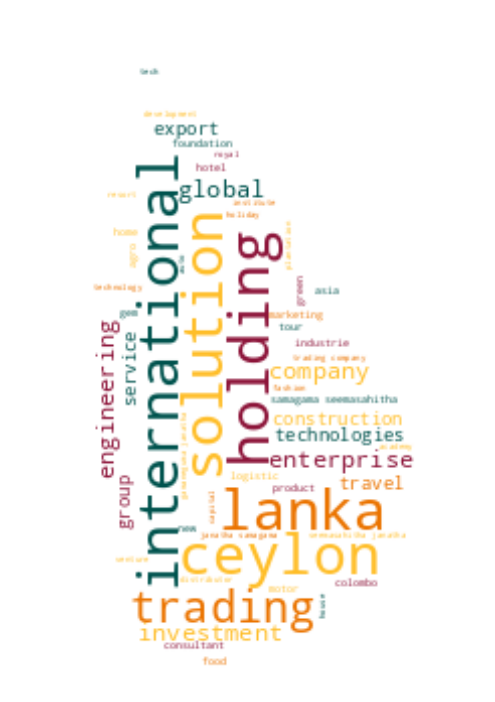 tech
development
export
foundation
royal
hotel
international
global
resort
institute
holiday
solution
home
agro
auto
holding
plantation
technology
green
asia
gem
marketing
tour
engineering
service
industrie
trading company
company
fashion
samagama seemasahitha
construction
technologies
academy
enterprise
logistic
travel
group
product
capital
lanka
new
janatha samagama
seemasahitha janatha
ceylon
venture
distributor
colombo
motor
trading
house
investment
consultant
food